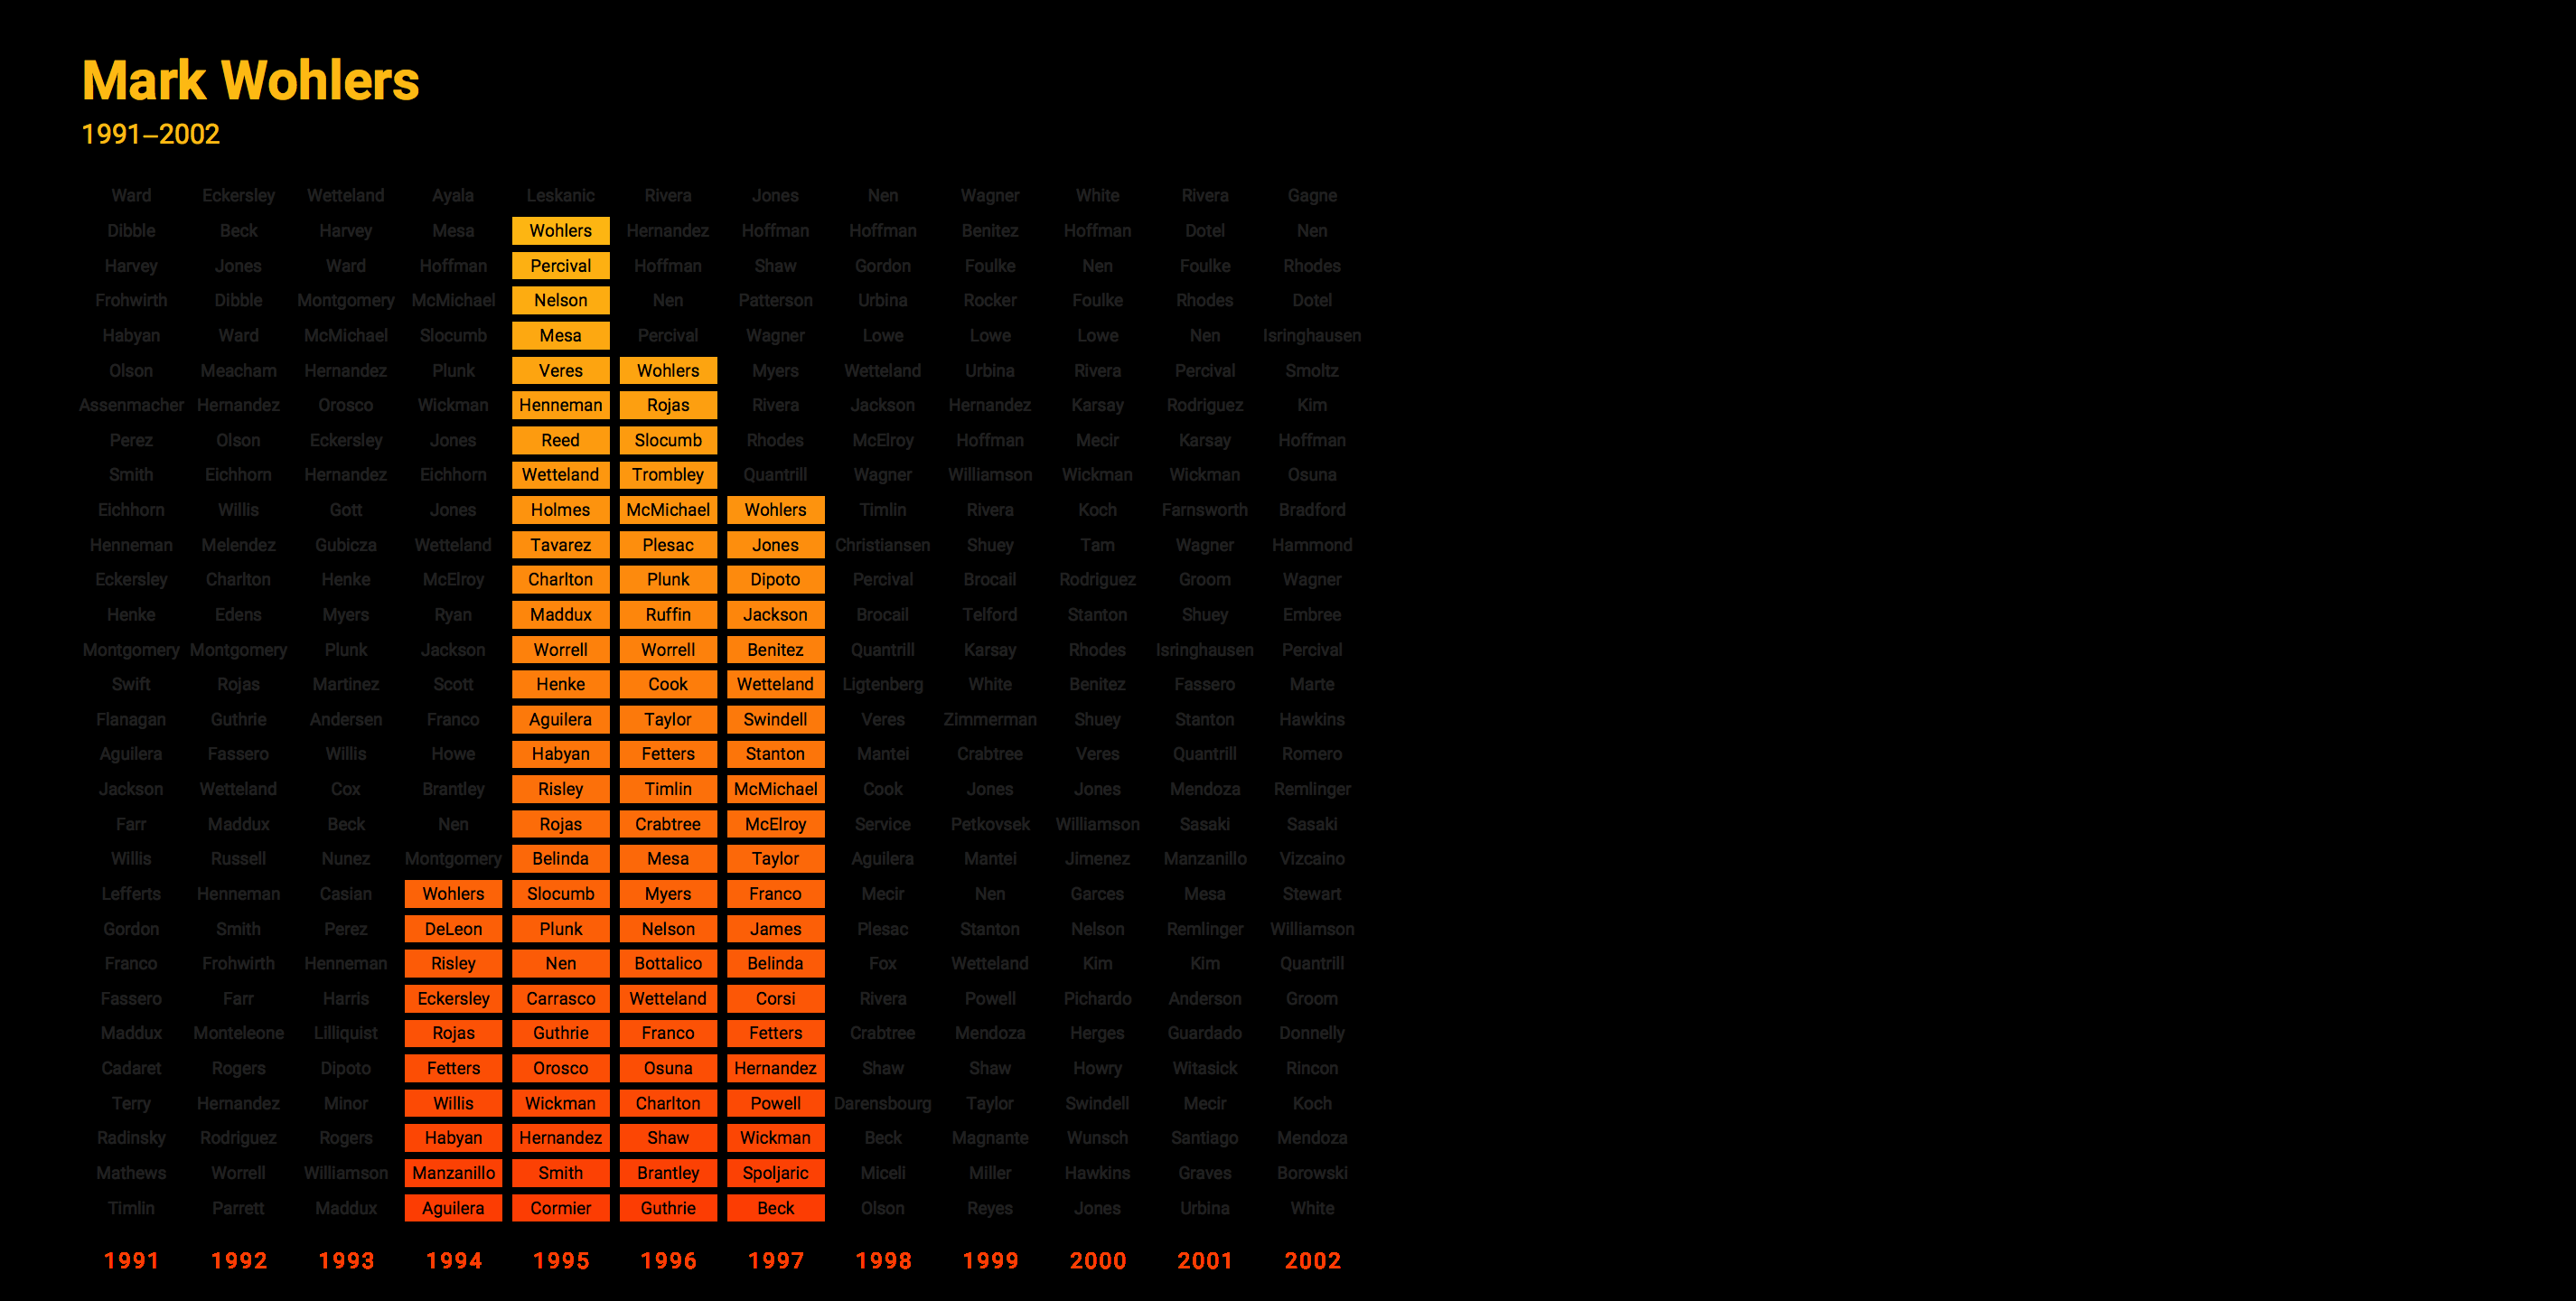 Mark Wohlers
1991–2002
Ward Eckersley Wetteland Ayala Leskanic Rivera Jones Nen Wagner White Rivera Gagne
Dibble Beck Harvey Mesa Wohlers Hernandez Hoffman Hoffman Benitez Hoffman Dotel Nen
Harvey Jones Ward Hoffman Percival Hoffman Shaw Gordon Foulke Nen Foulke Rhodes
Frohwirth Dibble Montgomery McMichael Nelson Nen Patterson Urbina Rocker Foulke Rhodes Dotel
Habyan Ward McMichael Slocumb Mesa Percival Wagner Lowe Lowe Lowe Nen Isringhausen
Olson Meacham Hernandez Plunk Veres Wohlers Myers Wetteland Urbina Rivera Percival Smoltz
Assenmacher Hernandez Orosco Wickman Henneman Rojas Rivera Jackson Hernandez Karsay Rodriguez Kim
Perez Olson Eckersley Jones Reed Slocumb Rhodes McElroy Hoffman Mecir Karsay Hoffman
Smith Eichhorn Hernandez Eichhorn Wetteland Trombley Quantrill Wagner Williamson Wickman Wickman Osuna
Eichhorn Willis Gott Jones Holmes McMichael Wohlers Timlin Rivera Koch Farnsworth Bradford
Henneman Melendez Gubicza Wetteland Tavarez Plesac Jones Christiansen Shuey Tam Wagner Hammond
Eckersley Charlton Henke McElroy Charlton Plunk Dipoto Percival Brocail Rodriguez Groom Wagner
Henke Edens Myers Ryan Maddux Ruffin Jackson Brocail Telford Stanton Shuey Embree
Montgomery Montgomery Plunk Jackson Worrell Worrell Benitez Quantrill Karsay Rhodes Isringhausen Percival
Swift Rojas Martinez Scott Henke Cook Wetteland Ligtenberg White Benitez Fassero Marte
Flanagan Guthrie Andersen Franco Aguilera Taylor Swindell Veres Zimmerman Shuey Stanton Hawkins
Aguilera Fassero Willis Howe Habyan Fetters Stanton Mantei Crabtree Veres Quantrill Romero
Jackson Wetteland Cox Brantley Risley Timlin McMichael Cook Jones Jones Mendoza Remlinger
Farr Maddux Beck Nen Rojas Crabtree McElroy Service Petkovsek Williamson Sasaki Sasaki
Willis Russell Nunez Montgomery Belinda Mesa Taylor Aguilera Mantei Jimenez Manzanillo Vizcaino
Lefferts Henneman Casian Wohlers Slocumb Myers Franco Mecir Nen Garces Mesa Stewart
Gordon Smith Perez DeLeon Plunk Nelson James Plesac Stanton Nelson Remlinger Williamson
Franco Frohwirth Henneman Risley Nen Bottalico Belinda Fox Wetteland Kim Kim Quantrill
Fassero Farr Harris Eckersley Carrasco Wetteland Corsi Rivera Powell Pichardo Anderson Groom
Maddux Monteleone Lilliquist Rojas Guthrie Franco Fetters Crabtree Mendoza Herges Guardado Donnelly
Cadaret Rogers Dipoto Fetters Orosco Osuna Hernandez Shaw Shaw Howry Witasick Rincon
Terry Hernandez Minor Willis Wickman Charlton Powell Darensbourg Taylor Swindell Mecir Koch
Radinsky Rodriguez Rogers Habyan Hernandez Shaw Wickman Beck Magnante Wunsch Santiago Mendoza
Mathews Worrell Williamson Manzanillo Smith Brantley Spoljaric Miceli Miller Hawkins Graves Borowski
Timlin Parrett Maddux Aguilera Cormier Guthrie Beck Olson Reyes Jones Urbina White
1991 1992 1993 1994 1995 1996 1997 1998 1999 2000 2001 2002